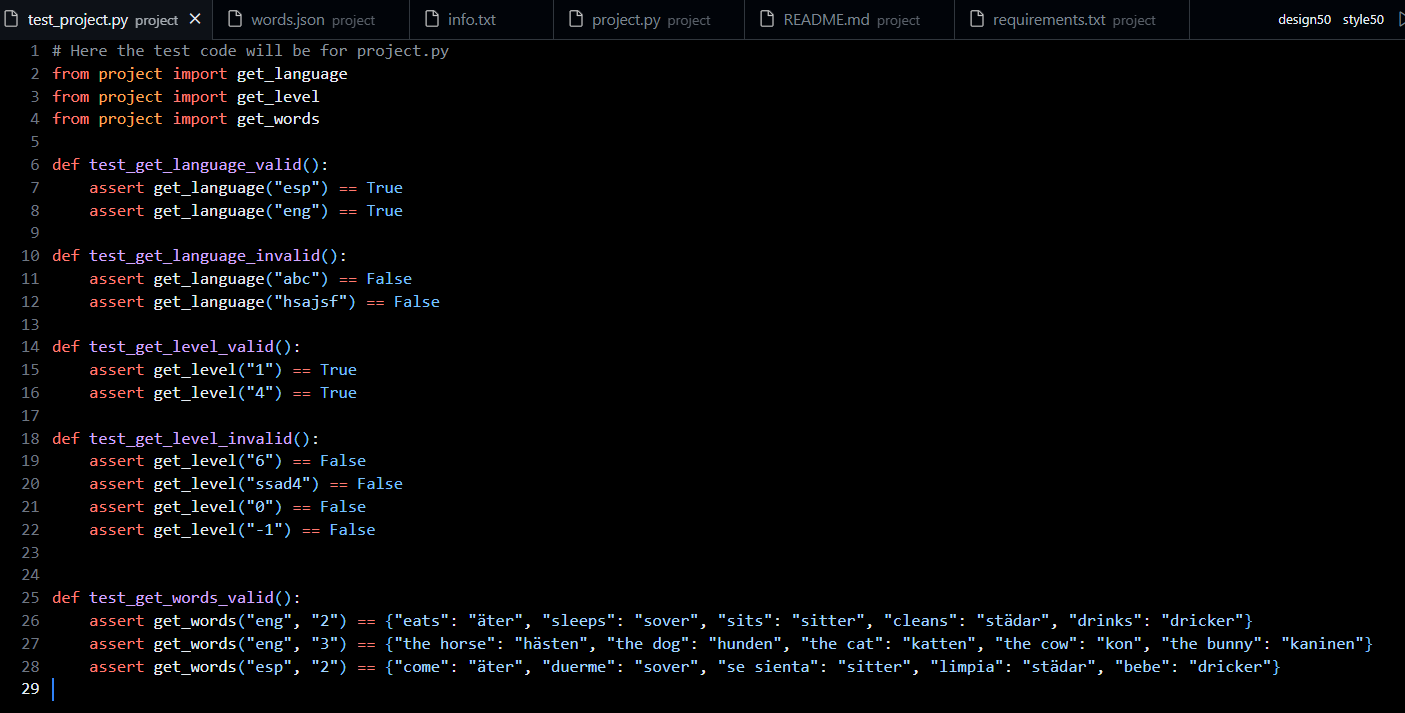 test_project.py project × words.json project info.txt project.py project README.md project requirements.txt project design50 style50
1 # Here the test code will be for project.py
2 from project import get_language
3 from project import get_level
4 from project import get_words
5
6 def test_get_language_valid():
7     assert get_language("esp") == True
8     assert get_language("eng") == True
9
10 def test_get_language_invalid():
11     assert get_language("abc") == False
12     assert get_language("hsajsf") == False
13
14 def test_get_level_valid():
15     assert get_level("1") == True
16     assert get_level("4") == True
17
18 def test_get_level_invalid():
19     assert get_level("6") == False
20     assert get_level("ssad4") == False
21     assert get_level("0") == False
22     assert get_level("-1") == False
23
24
25 def test_get_words_valid():
26     assert get_words("eng", "2") == {"eats": "äter", "sleeps": "sover", "sits": "sitter", "cleans": "städar", "drinks": "dricker"}
27     assert get_words("eng", "3") == {"the horse": "hästen", "the dog": "hunden", "the cat": "katten", "the cow": "kon", "the bunny": "kaninen"}
28     assert get_words("esp", "2") == {"come": "äter", "duerme": "sover", "se sienta": "sitter", "limpia": "städar", "bebe": "dricker"}
29